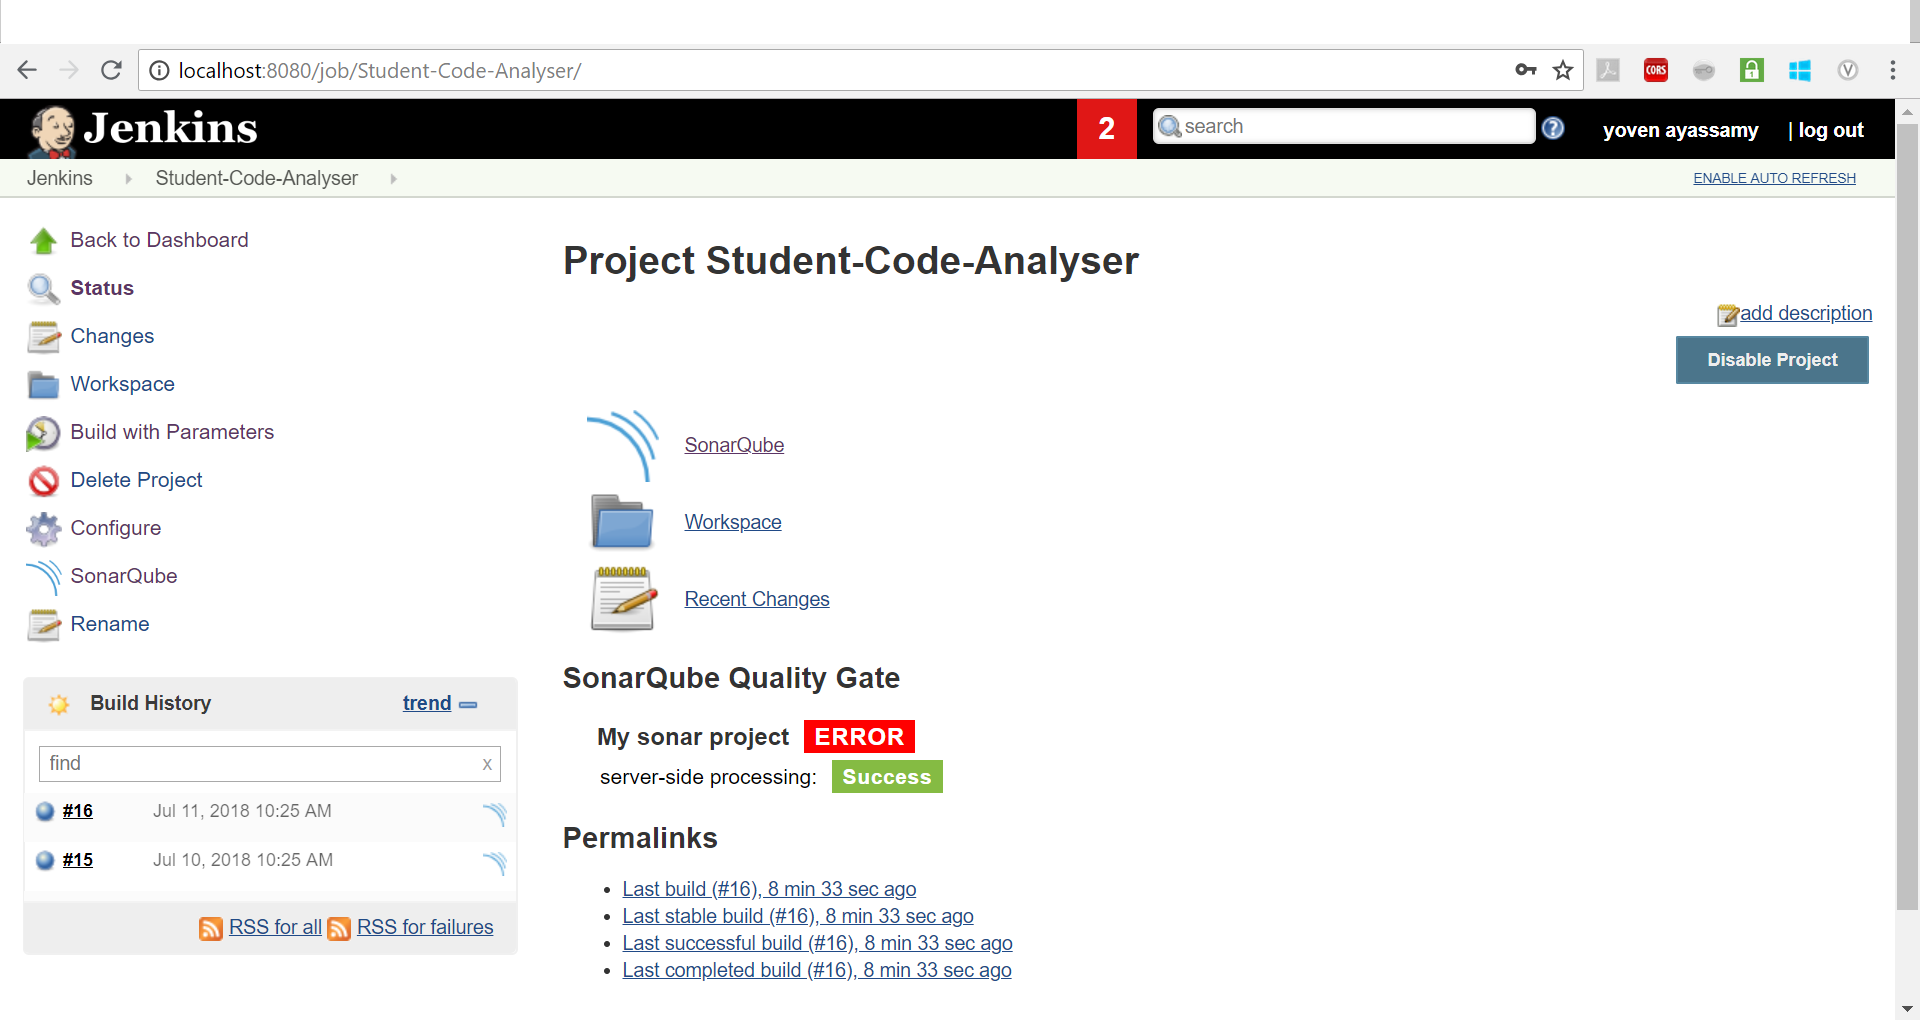 localhost:8080/job/Student-Code-Analyser/
CORS
V
Jenkins
2
search
?
yoven ayassamy
| log out
Jenkins
Student-Code-Analyser
ENABLE AUTO REFRESH
Back to Dashboard
Status
Changes
Workspace
Build with Parameters
Delete Project
Configure
SonarQube
Rename
Build History
trend
find
x
#16 Jul 11, 2018 10:25 AM
#15 Jul 10, 2018 10:25 AM
RSS for all RSS for failures
Project Student-Code-Analyser
add description
Disable Project
SonarQube
Workspace
Recent Changes
SonarQube Quality Gate
My sonar project ERROR
server-side processing: Success
Permalinks
• Last build (#16), 8 min 33 sec ago
• Last stable build (#16), 8 min 33 sec ago
• Last successful build (#16), 8 min 33 sec ago
• Last completed build (#16), 8 min 33 sec ago